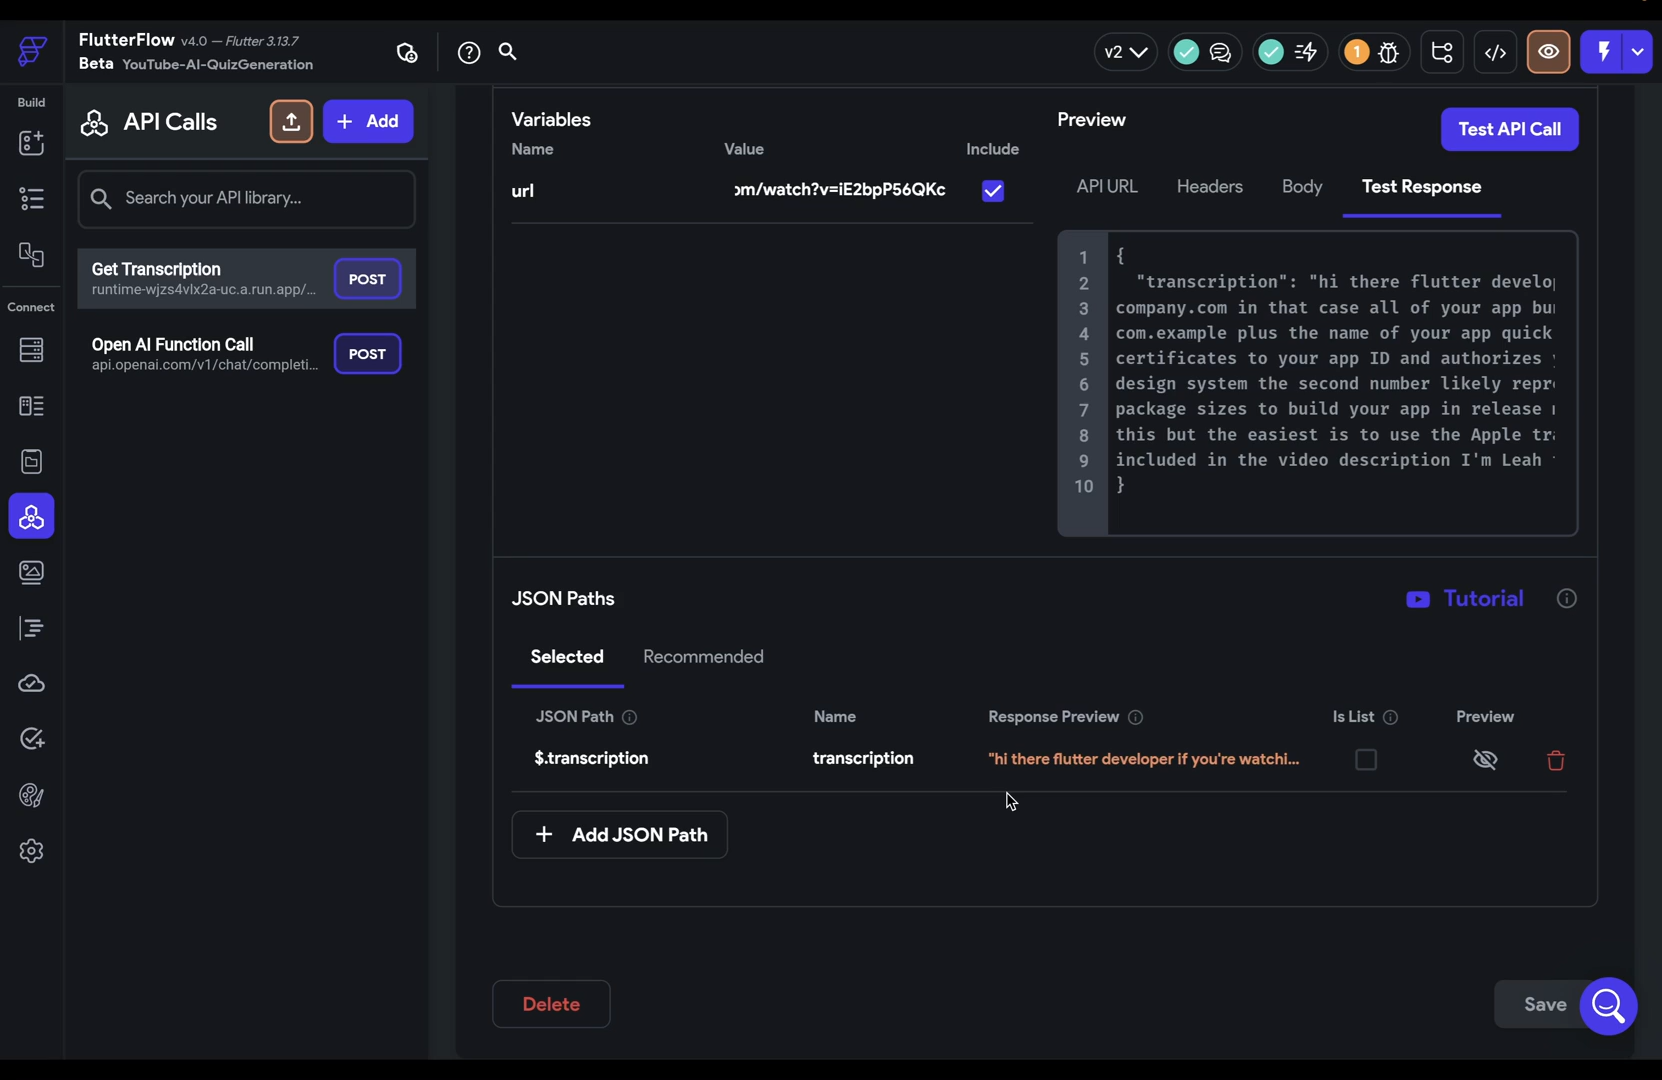 FlutterFlow v4.0 — Flutter 3.13.7
Beta YouTube-AI-QuizGeneration
v2
1
Build
Connect
API Calls
+ Add
Search your API library...
Get Transcription
runtime-wjzs4vlx2a-uc.a.run.app/...
POST
Open AI Function Call
api.openai.com/v1/chat/completi...
POST
Variables
Name Value Include
url om/watch?v=iE2bpP56QKc
Preview
Test API Call
API URL Headers Body Test Response
1 {
2 "transcription": "hi there flutter develop
3 company.com in that case all of your app bu
4 com.example plus the name of your app quick
5 certificates to your app ID and authorizes
6 design system the second number likely repr
7 package sizes to build your app in release
8 this but the easiest is to use the Apple tr
9 included in the video description I'm Leah
10 }
JSON Paths
Tutorial
Selected Recommended
JSON Path Name Response Preview Is List Preview
$.transcription transcription "hi there flutter developer if you're watchi...
+ Add JSON Path
Delete
Save